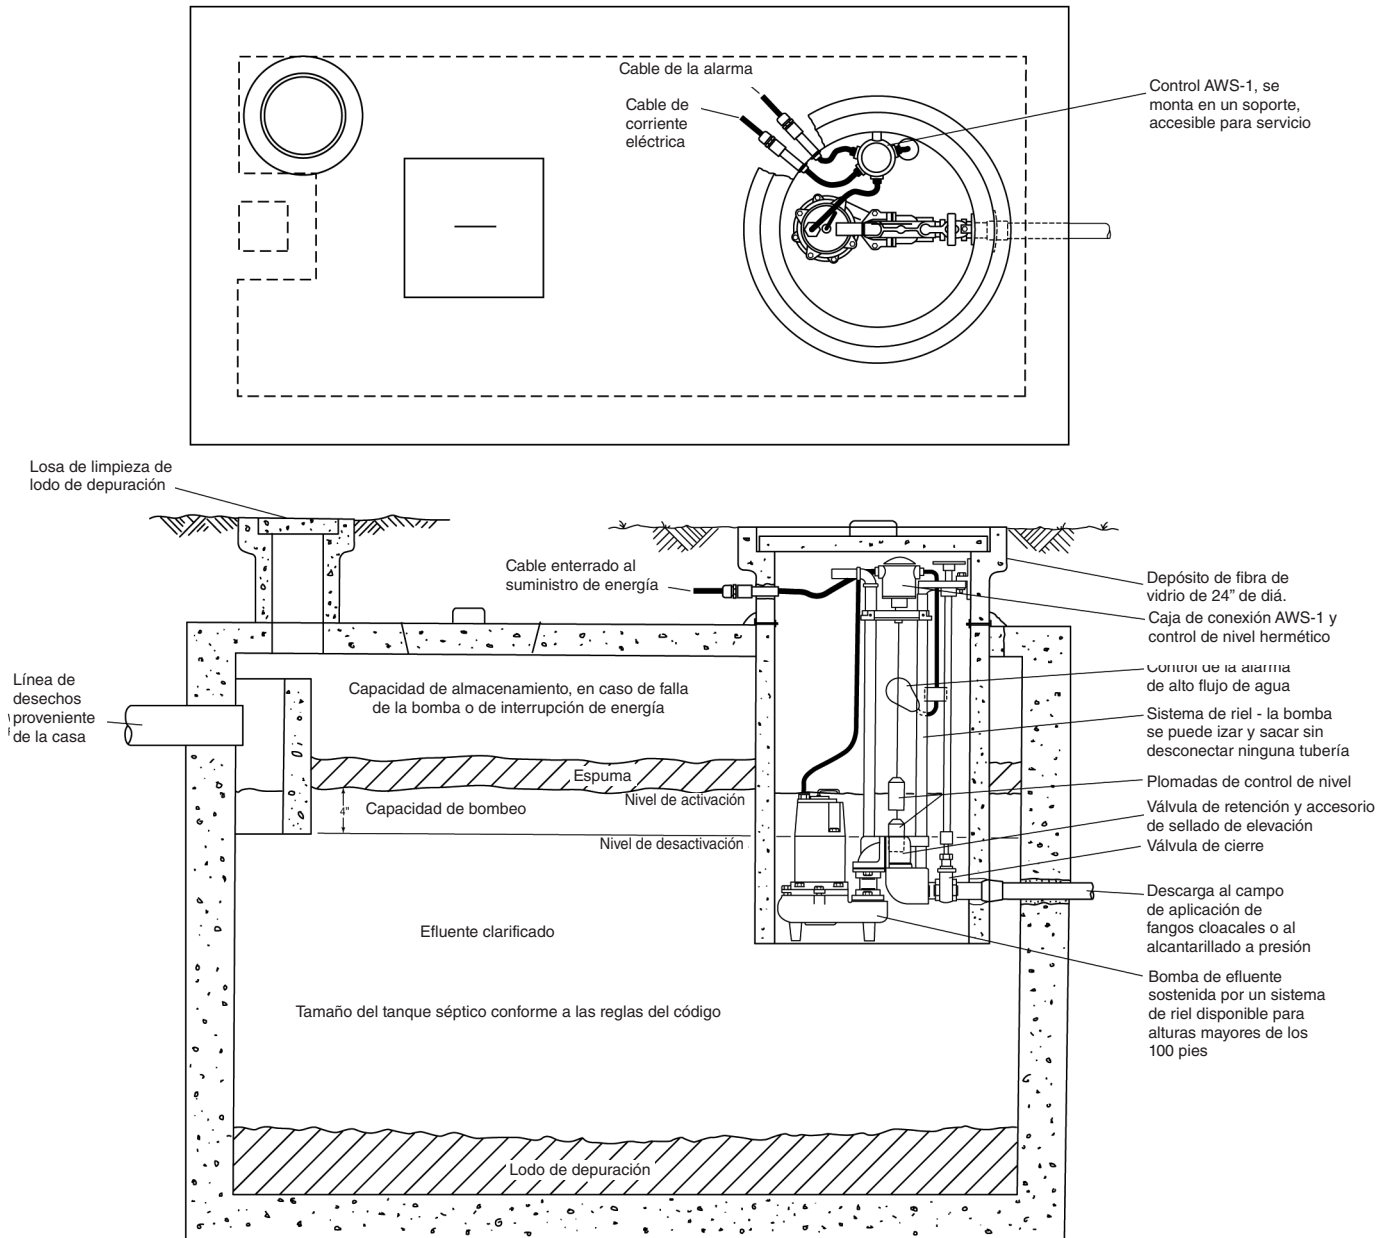 Cable de la alarma
Cable de
corriente
eléctrica
Control AWS-1, se
monta en un soporte,
accesible para servicio
Losa de limpieza de
lodo de depuración
Cable enterrado al
suministro de energía
Depósito de fibra de
vidrio de 24” de diá.
Caja de conexión AWS-1 y
control de nivel hermético
Control de la alarma
de alto flujo de agua
Línea de
desechos
proveniente
de la casa
Capacidad de almacenamiento, en caso de falla
de la bomba o de interrupción de energía
Sistema de riel - la bomba
se puede izar y sacar sin
desconectar ninguna tubería
Espuma
Plomadas de control de nivel
Nivel de activación
4"
Capacidad de bombeo
Válvula de retención y accesorio
de sellado de elevación
Nivel de desactivación
Válvula de cierre
Descarga al campo
de aplicación de
fangos cloacales o al
alcantarillado a presión
Efluente clarificado
Bomba de efluente
sostenida por un sistema
de riel disponible para
alturas mayores de los
100 pies
Tamaño del tanque séptico conforme a las reglas del código
Lodo de depuración